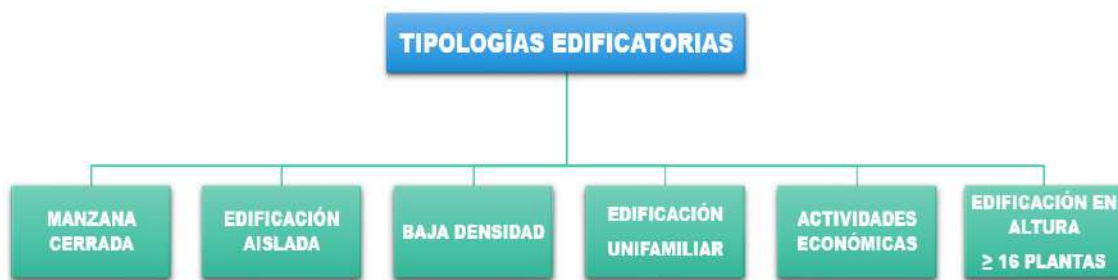 TIPOLOGÍAS EDIFICATORIAS
MANZANA
CERRADA
EDIFICACIÓN
AISLADA
BAJA DENSIDAD
EDIFICACIÓN
UNIFAMILIAR
ACTIVIDADES
ECONÓMICAS
EDIFICACIÓN EN
ALTURA
≥ 16 PLANTAS